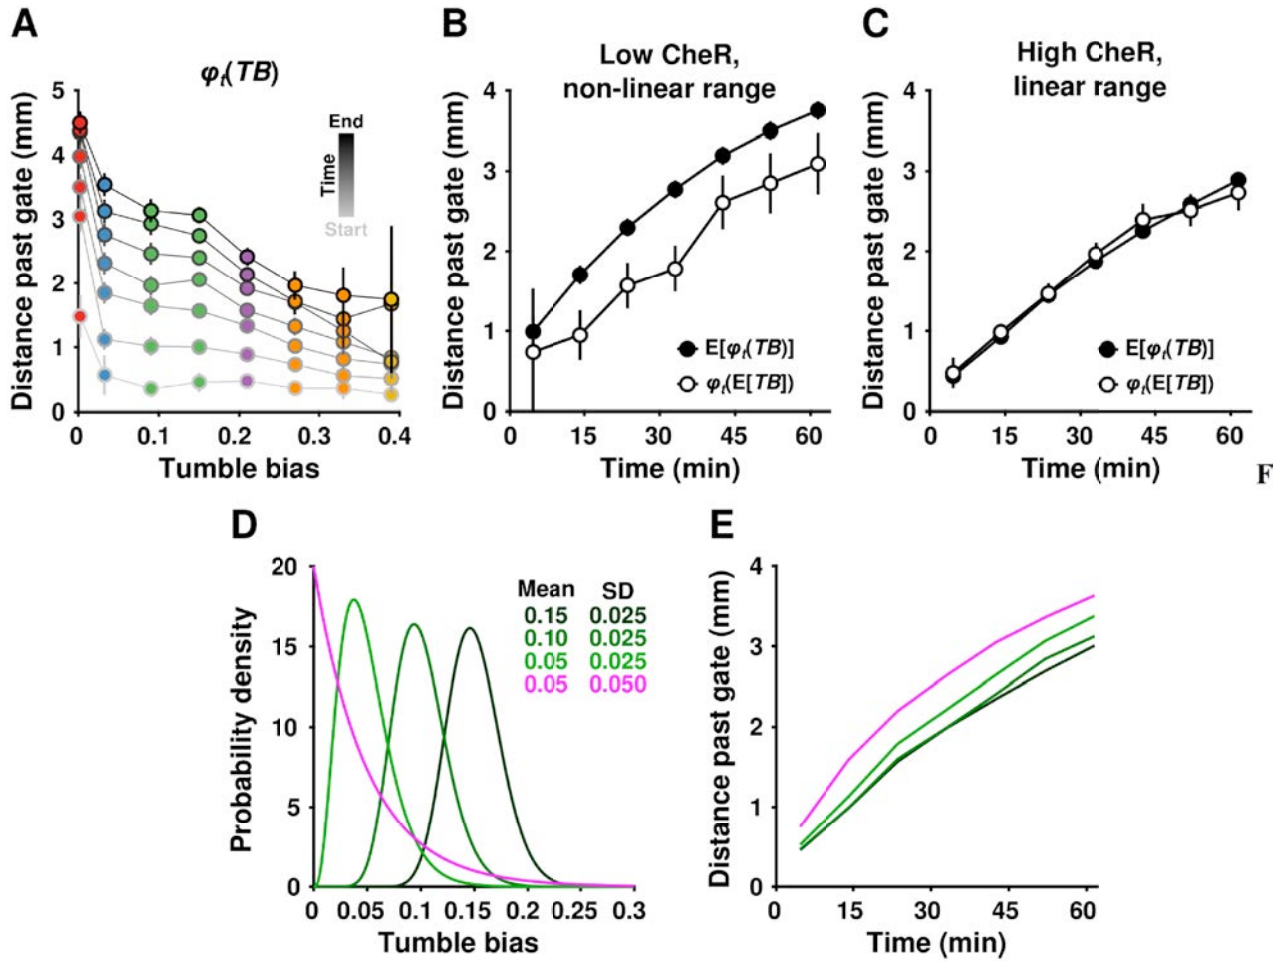 A
φt(TB)
Distance past gate (mm)
5
4
3
2
1
0
End
Time
Start
0
0.1
0.2
0.3
0.4
Tumble bias
B
Low CheR,
non-linear range
Distance past gate (mm)
4
3
2
1
0
E[φt(TB)]
φt(E[TB])
0
15
30
45
60
Time (min)
C
High CheR,
linear range
Distance past gate (mm)
4
3
2
1
0
E[φt(TB)]
φt(E[TB])
0
15
30
45
60
Time (min)
F
D
Probability density
20
15
10
5
0
Mean SD
0.15 0.025
0.10 0.025
0.05 0.025
0.05 0.050
0
0.05
0.1
0.15
0.2
0.25
0.3
Tumble bias
E
Distance past gate (mm)
4
3
2
1
0
0
15
30
45
60
Time (min)